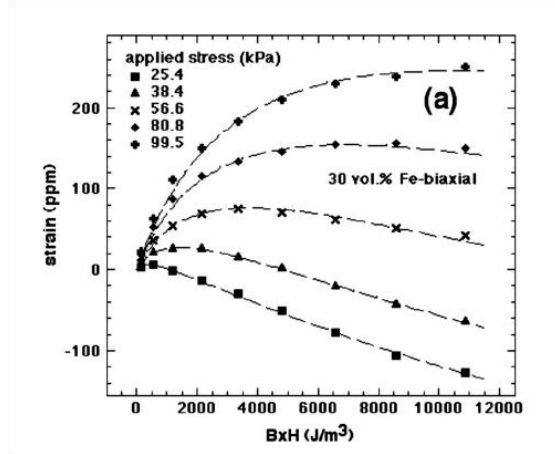 applied stress (kPa)
25.4
38.4
56.6
80.8
99.5
(a)
30 vol.% Fe-biaxial
strain (ppm)
200
100
0
-100
0 2000 4000 6000 8000 10000 12000
BxH (J/m³)